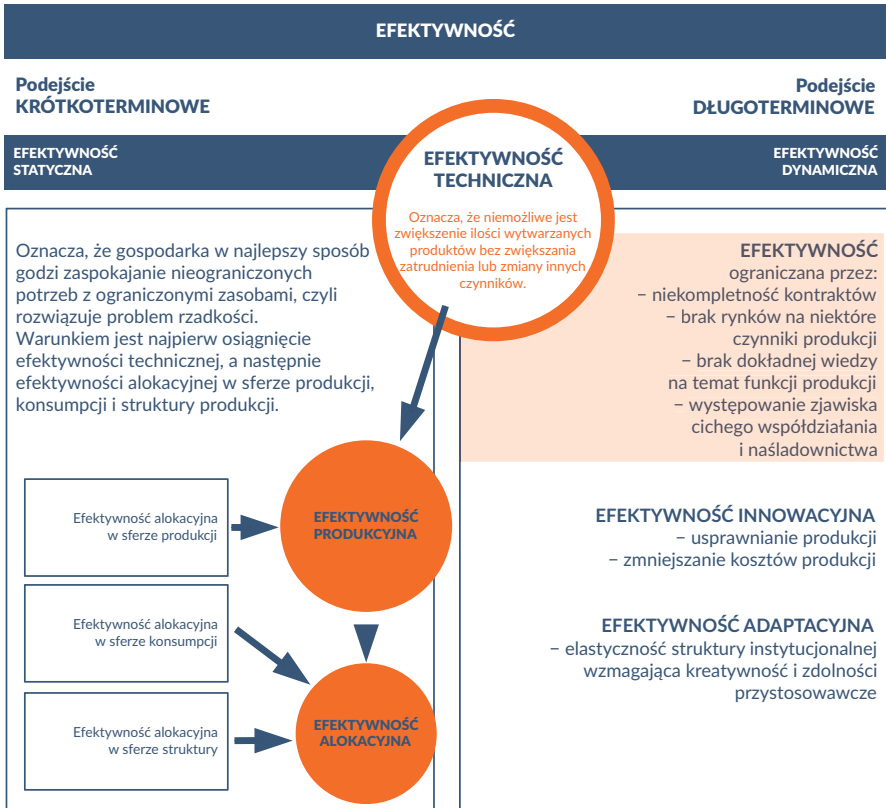 EFEKTYWNOŚĆ
Podejście
KRÓTKOTERMINOWE
Podejście
DŁUGOTERMINOWE
EFEKTYWNOŚĆ
STATYCZNA
EFEKTYWNOŚĆ
TECHNICZNA
Oznacza, że niemożliwe jest
zwiększenie ilości wytwarzanych
produktów bez zwiększania
zatrudnienia lub zmiany innych
czynników.
EFEKTYWNOŚĆ
DYNAMICZNA
Oznacza, że gospodarka w najlepszy sposób
godzi zaspokajanie nieograniczonych
potrzeb z ograniczonymi zasobami, czyli
rozwiązuje problem rzadkości.
Warunkiem jest najpierw osiągnięcie
efektywności technicznej, a następnie
efektywności alokacyjnej w sferze produkcji,
konsumpcji i struktury produkcji.
Efektywność alokacyjna
w sferze produkcji
EFEKTYWNOŚĆ
PRODUKCYJNA
Efektywność alokacyjna
w sferze konsumpcji
Efektywność alokacyjna
w sferze struktury
EFEKTYWNOŚĆ
ALOKACYJNA
EFEKTYWNOŚĆ
ograniczana przez:
− niekompletność kontraktów
− brak rynków na niektóre
czynniki produkcji
− brak dokładnej wiedzy
na temat funkcji produkcji
− występowanie zjawiska
cichego współdziałania
i naśladownictwa
EFEKTYWNOŚĆ INNOWACYJNA
− usprawnianie produkcji
− zmniejszanie kosztów produkcji
EFEKTYWNOŚĆ ADAPTACYJNA
− elastyczność struktury instytucjonalnej
wzmagająca kreatywność i zdolności
przystosowawcze